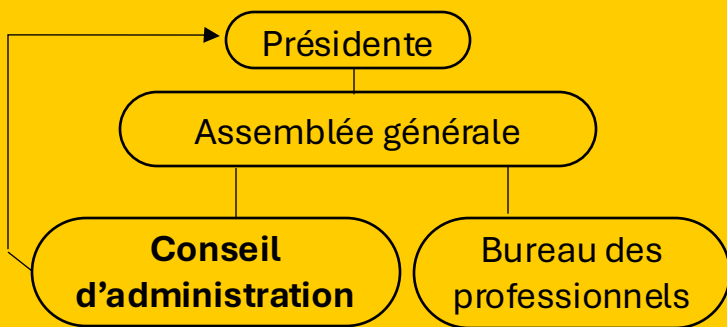 Présidente
Assemblée générale
Conseil
d'administration
Bureau des
professionnels